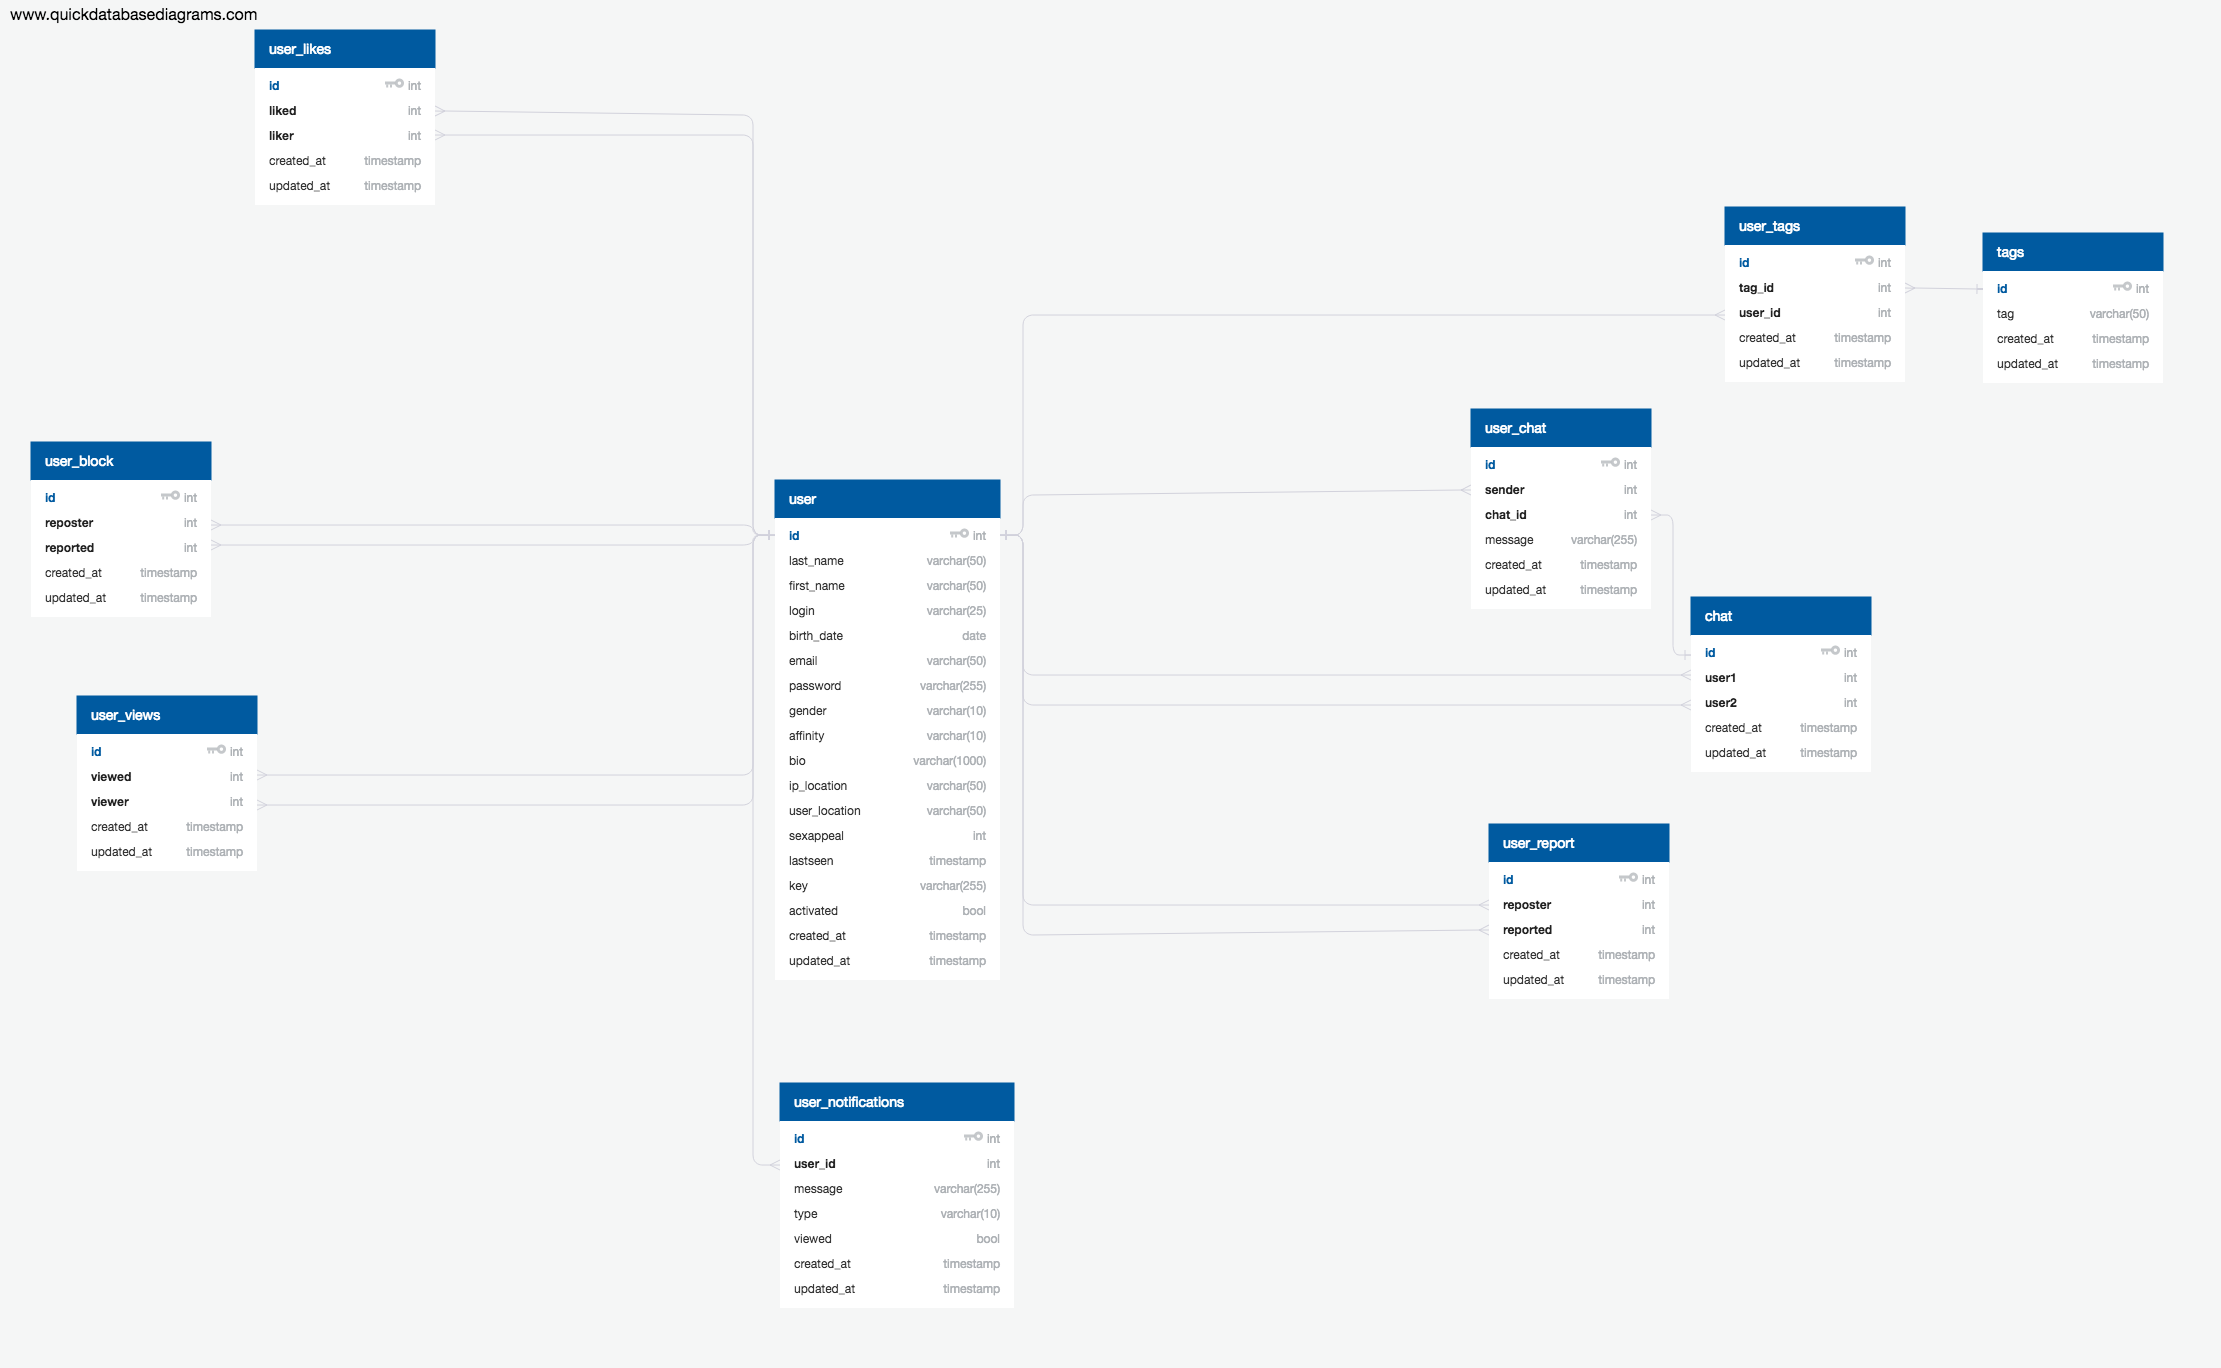 www.quickdatabasediagrams.com
user_likes
id int
liked int
liker int
created_at timestamp
updated_at timestamp
user_block
id int
reposter int
reported int
created_at timestamp
updated_at timestamp
user_views
id int
viewed int
viewer int
created_at timestamp
updated_at timestamp
user
id int
last_name varchar(50)
first_name varchar(50)
login varchar(25)
birth_date date
email varchar(50)
password varchar(255)
gender varchar(10)
affinity varchar(10)
bio varchar(1000)
ip_location varchar(50)
user_location varchar(50)
sexappeal int
lastseen timestamp
key varchar(255)
activated bool
created_at timestamp
updated_at timestamp
user_notifications
id int
user_id int
message varchar(255)
type varchar(10)
viewed bool
created_at timestamp
updated_at timestamp
user_tags
id int
tag_id int
user_id int
created_at timestamp
updated_at timestamp
tags
id int
tag varchar(50)
created_at timestamp
updated_at timestamp
user_chat
id int
sender int
chat_id int
message varchar(255)
created_at timestamp
updated_at timestamp
chat
id int
user1 int
user2 int
created_at timestamp
updated_at timestamp
user_report
id int
reposter int
reported int
created_at timestamp
updated_at timestamp